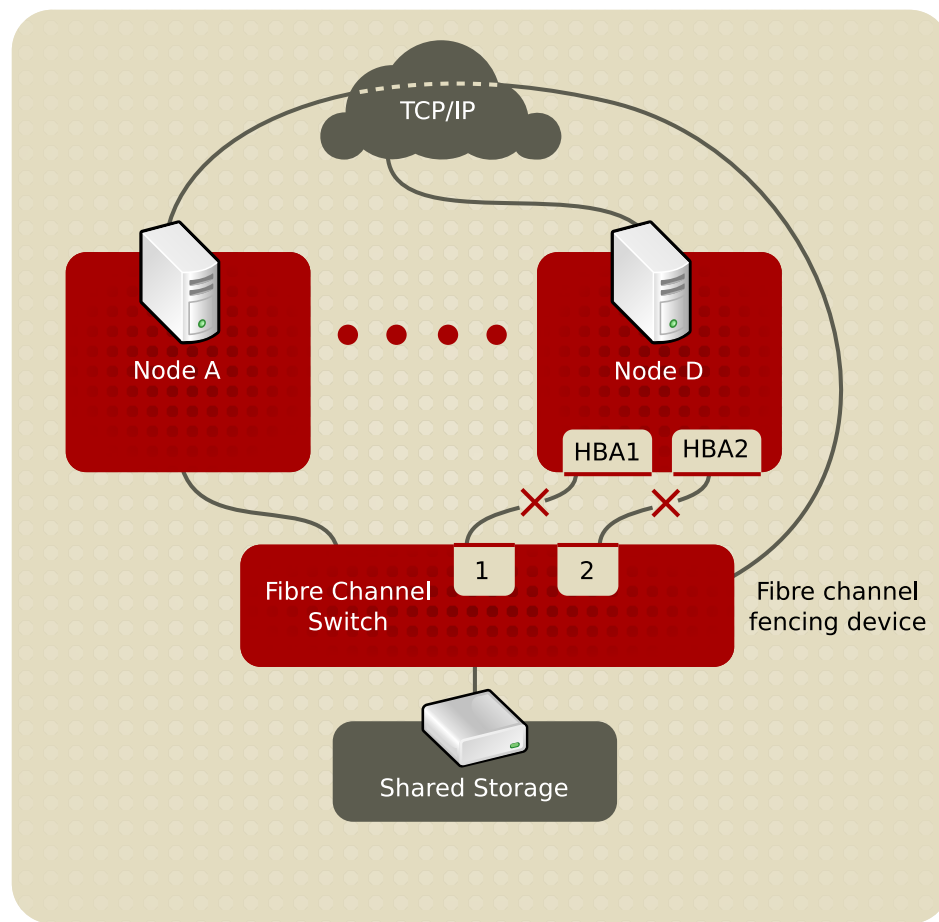 TCP/IP
Node A
Node D
HBA1
HBA2
1
2
Fibre Channel
Switch
Fibre channel
fencing device
Shared Storage